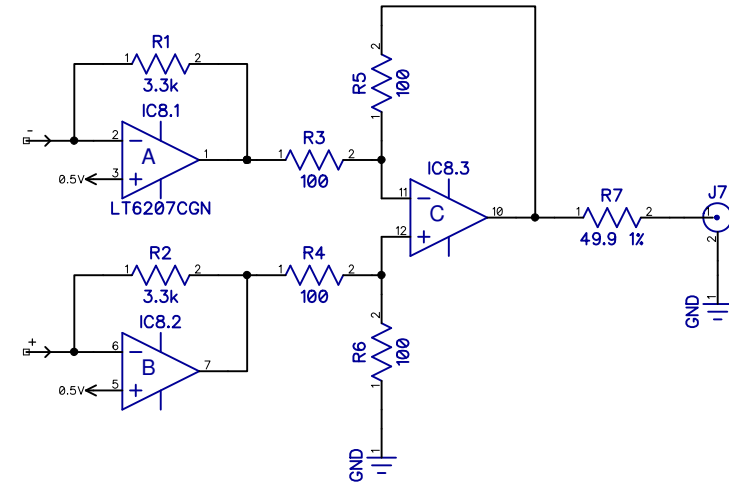 R1
1 2
3.3k
IC8.1
-
2
A
1
0.5V
3
LT6207CGN
R3
1 2
100
2
R5
100
1
IC8.3
11
C
10
12
R7
1 2
49.9 1%
J7
1
2
1
GND
R2
1 2
3.3k
IC8.2
+
6
B
7
0.5V
5
R4
1 2
100
2
R6
100
1
1
GND